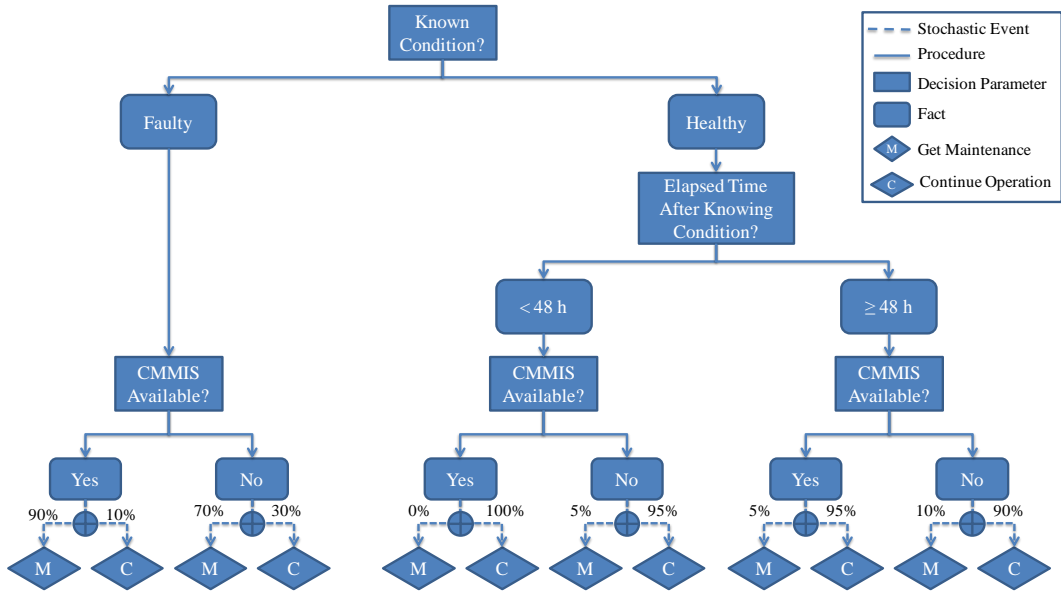 Known
Condition?
Stochastic Event
Procedure
Decision Parameter
Fact
M
Get Maintenance
C
Continue Operation
Faulty
Healthy
Elapsed Time
After Knowing
Condition?
< 48 h
≥ 48 h
CMMIS
Available?
CMMIS
Available?
CMMIS
Available?
Yes
No
Yes
No
Yes
No
90%
10%
70%
30%
0%
100%
5%
95%
5%
95%
10%
90%
M
C
M
C
M
C
M
C
M
C
M
C